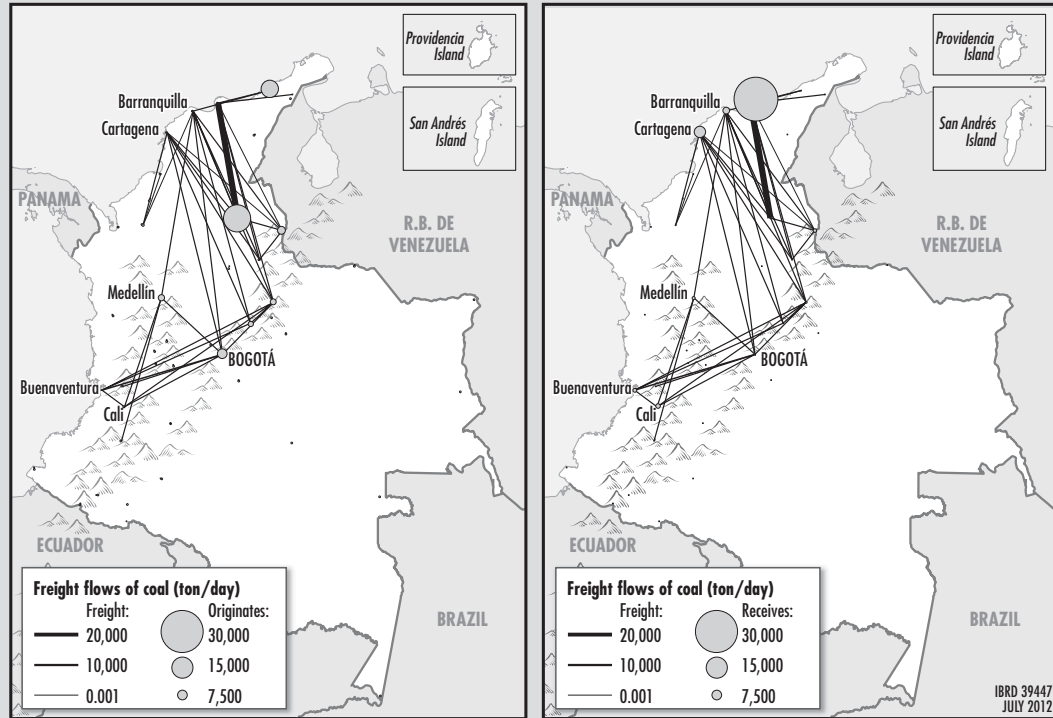 Providencia
Island
San Andrés
Island
Barranquilla
Cartagena
PANAMA
R.B. DE
VENEZUELA
Medellín
BOGOTÁ
Buenaventura
Cali
ECUADOR
BRAZIL
Freight flows of coal (ton/day)
Freight: Originates:
20,000 30,000
10,000 15,000
0.001 7,500
Providencia
Island
San Andrés
Island
Barranquilla
Cartagena
PANAMA
R.B. DE
VENEZUELA
Medellín
BOGOTÁ
Buenaventura
Cali
ECUADOR
BRAZIL
Freight flows of coal (ton/day)
Freight: Receives:
20,000 30,000
10,000 15,000
0.001 7,500
IBRD 39447
JULY 2012